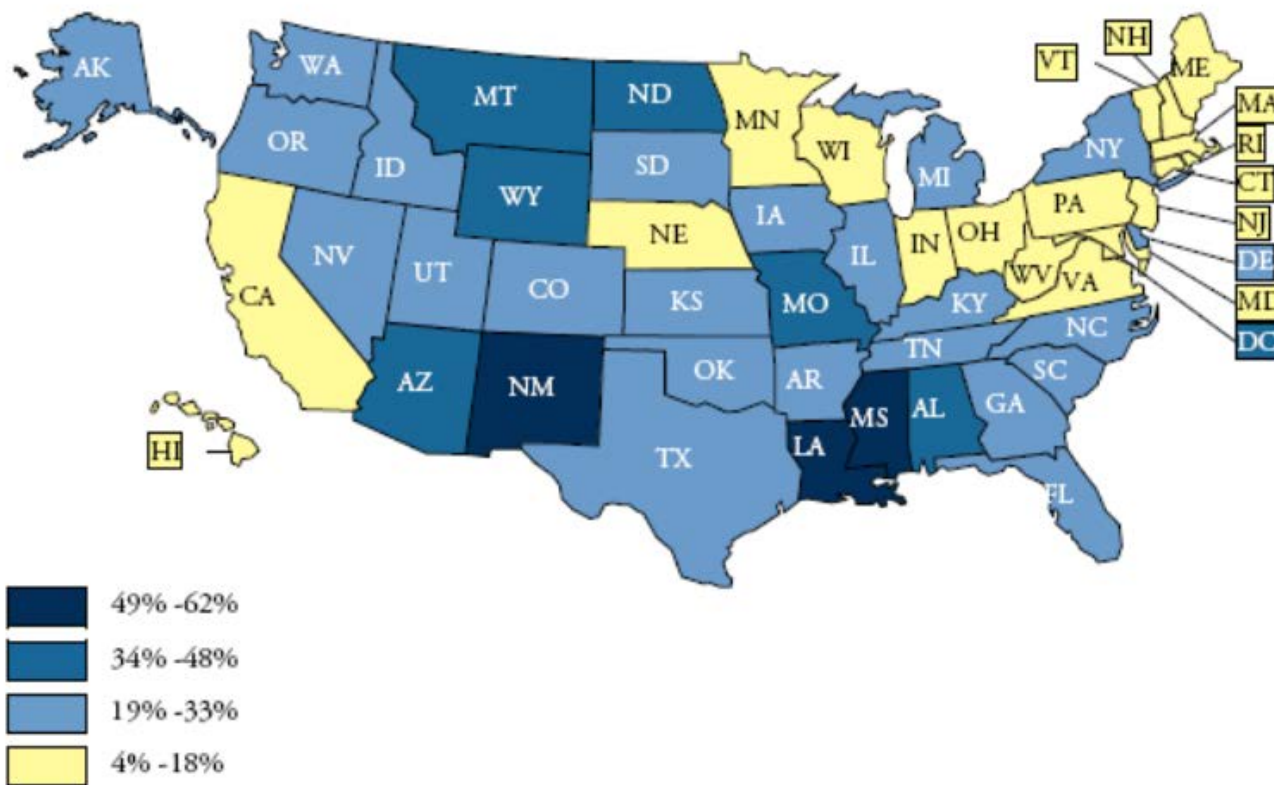 AK
WA
MT
ND
MN
VT
NH
ME
MA
RI
CT
NJ
DE
MD
DC
OR
ID
WY
SD
WI
MI
NY
PA
CA
NV
UT
CO
NE
KS
IA
IL
IN
OH
WV
VA
MO
KY
NC
TN
SC
AZ
NM
OK
AR
MS
AL
GA
HI
TX
LA
FL
49% -62%
34% -48%
19% -33%
4% -18%